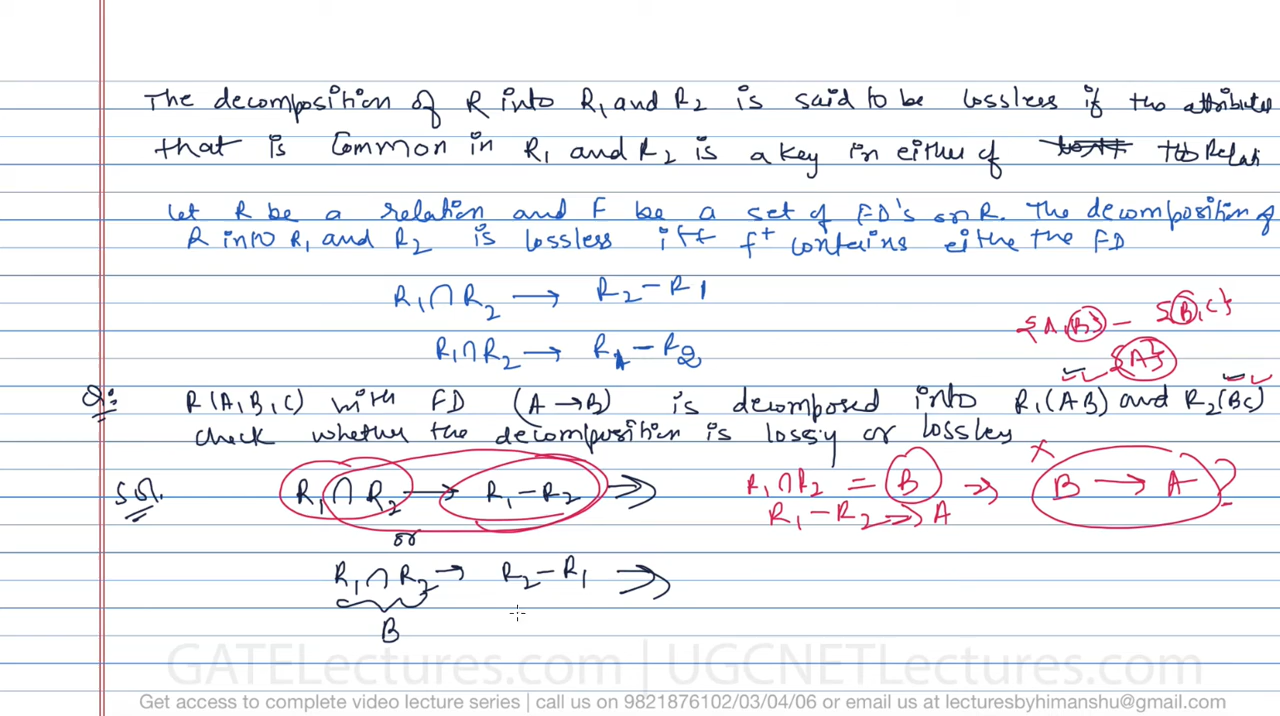 The decomposition of R into R1 and R2 is said to be lossless if the attributes
that is Common in R1 and R2 is a key in either of the Relati
Let R be a relation and F be a set of FD's on R. The decomposition of
R into R1 and R2 is lossless iff f+ contains eithe the FD
R1 ∩ R2 → R2 − R1
R1 ∩ R2 → R1 − R2
{A,B} − {B,C}
{A}
Q: R(A,B,C) with FD (A→B) is decomposed into R1(AB) and R2(BC)
check whether the decomposition is lossy or lossley
Sol. R1 ∩ R2 → R1 − R2 ⇒ R1 ∩ R2 = B ⇒ B → A ?
R1 − R2 ⇒ A
or
R1 ∩ R2 → R2 − R1 ⇒
B
GATELectures.com | UGCNETLectures.com
Get access to complete video lecture series | call us on 9821876102/03/04/06 or email us at lecturesbyhimanshu@gmail.com